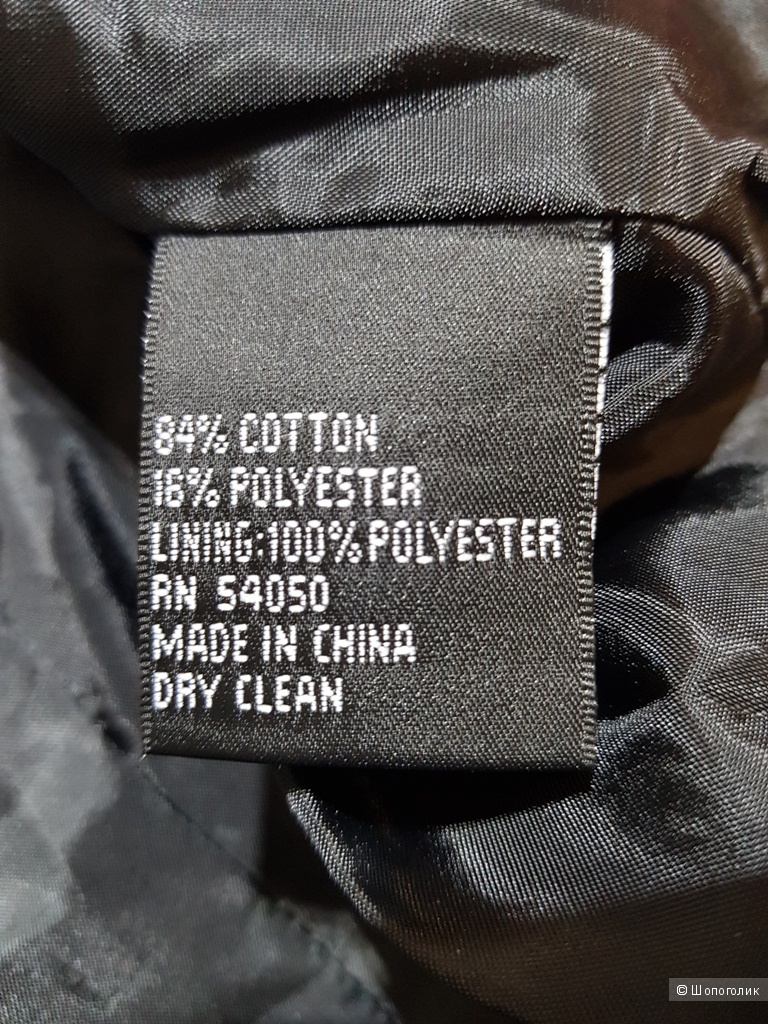 84% COTTON
16% POLYESTER
LINING:100% POLYESTER
RN 54050
MADE IN CHINA
DRY CLEAN
© Шопоголик